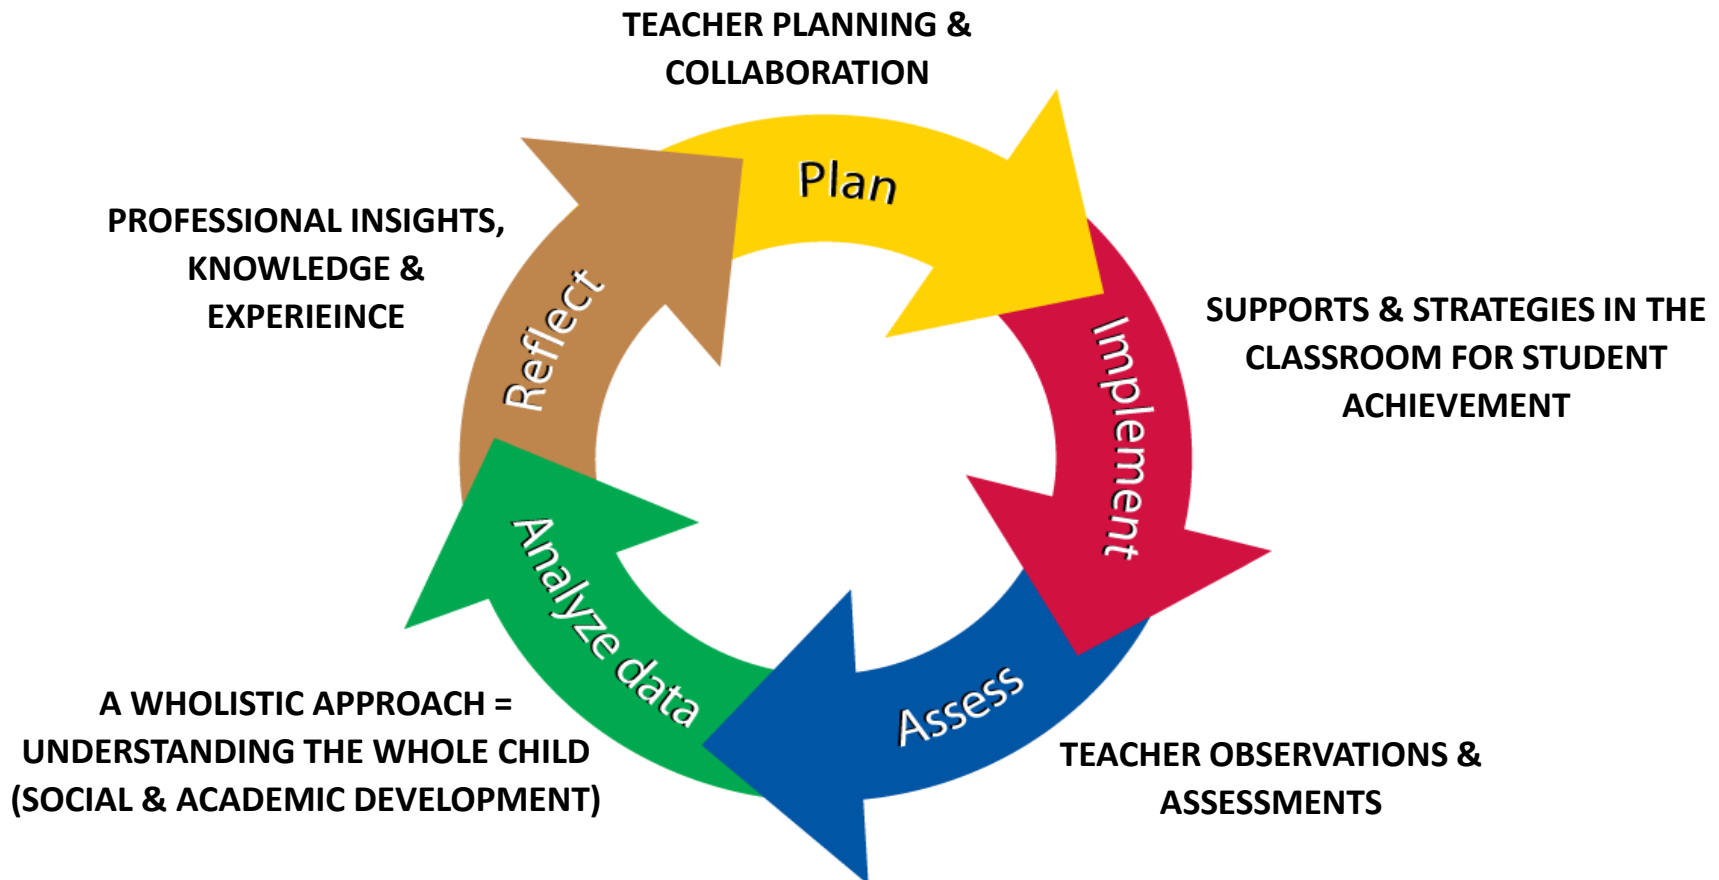 TEACHER PLANNING &
COLLABORATION
Plan
Implement
SUPPORTS & STRATEGIES IN THE
CLASSROOM FOR STUDENT
ACHIEVEMENT
Assess
TEACHER OBSERVATIONS &
ASSESSMENTS
Analyze data
A WHOLISTIC APPROACH =
UNDERSTANDING THE WHOLE CHILD
(SOCIAL & ACADEMIC DEVELOPMENT)
Reflect
PROFESSIONAL INSIGHTS,
KNOWLEDGE &
EXPERIEINCE